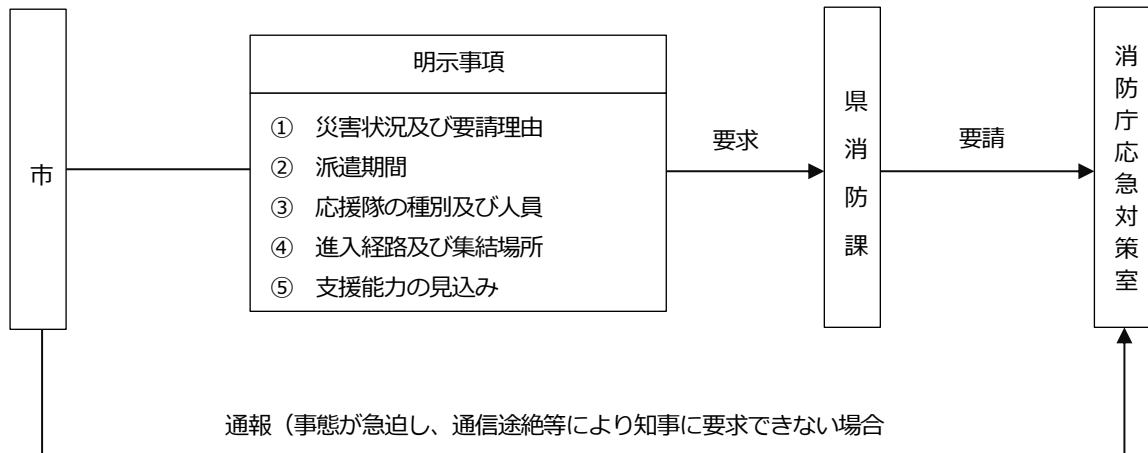 市
明示事項
① 災害状況及び要請理由
② 派遣期間
③ 応援隊の種別及び人員
④ 進入経路及び集結場所
⑤ 支援能力の見込み
要求
県消防課
要請
消防庁応急対策室
通報（事態が急迫し、通信途絶等により知事に要求できない場合